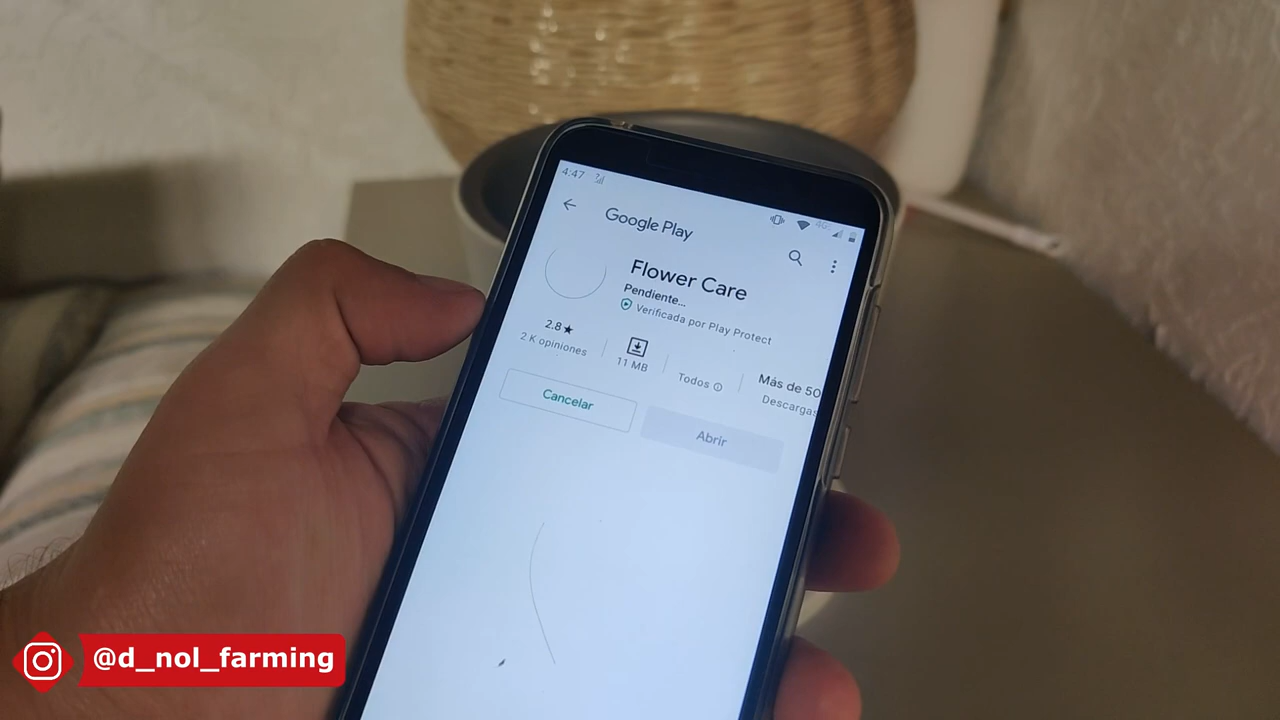 4:47
Google Play
Flower Care
Pendiente...
Verificada por Play Protect
2.8★
2 K opiniones
11 MB
Todos
Más de 50
Descargas
Cancelar
Abrir
@d_nol_farming